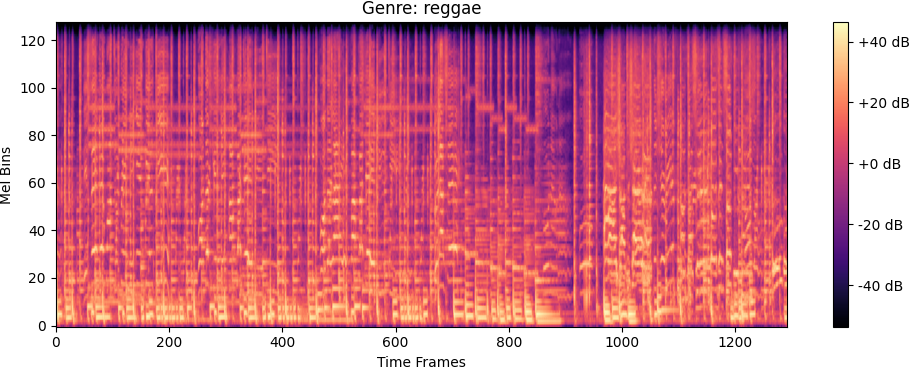 Genre: reggae
120
100
80
60
40
20
0
Mel Bins
0 200 400 600 800 1000 1200
Time Frames
+40 dB
+20 dB
+0 dB
-20 dB
-40 dB